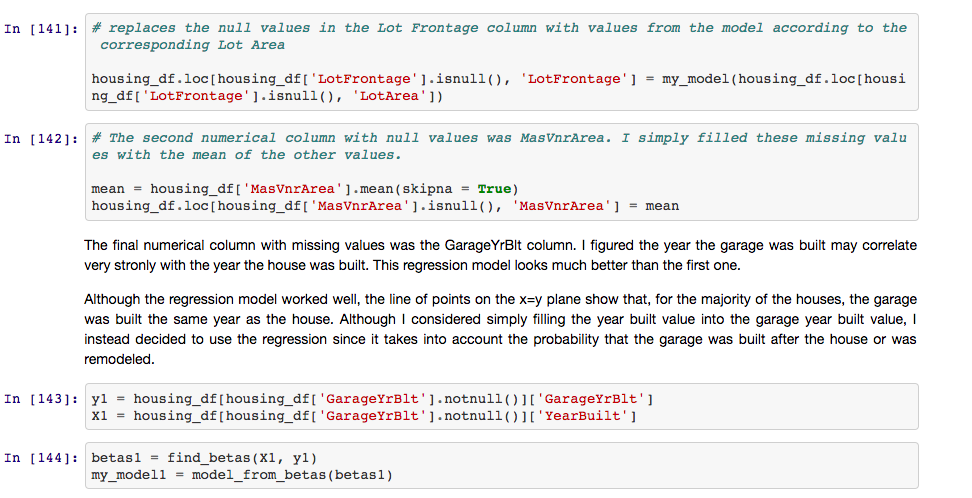 In [141]: # replaces the null values in the Lot Frontage column with values from the model according to the
corresponding Lot Area
housing_df.loc[housing_df['LotFrontage'].isnull(), 'LotFrontage'] = my_model(housing_df.loc[housi
ng_df['LotFrontage'].isnull(), 'LotArea'])
In [142]: # The second numerical column with null values was MasVnrArea. I simply filled these missing valu
es with the mean of the other values.
mean = housing_df['MasVnrArea'].mean(skipna = True)
housing_df.loc[housing_df['MasVnrArea'].isnull(), 'MasVnrArea'] = mean
The final numerical column with missing values was the GarageYrBlt column. I figured the year the garage was built may correlate
very stronly with the year the house was built. This regression model looks much better than the first one.
Although the regression model worked well, the line of points on the x=y plane show that, for the majority of the houses, the garage
was built the same year as the house. Although I considered simply filling the year built value into the garage year built value, I
instead decided to use the regression since it takes into account the probability that the garage was built after the house or was
remodeled.
In [143]: y1 = housing_df[housing_df['GarageYrBlt'].notnull()]['GarageYrBlt']
X1 = housing_df[housing_df['GarageYrBlt'].notnull()]['YearBuilt']
In [144]: betas1 = find_betas(X1, y1)
my_model1 = model_from_betas(betas1)